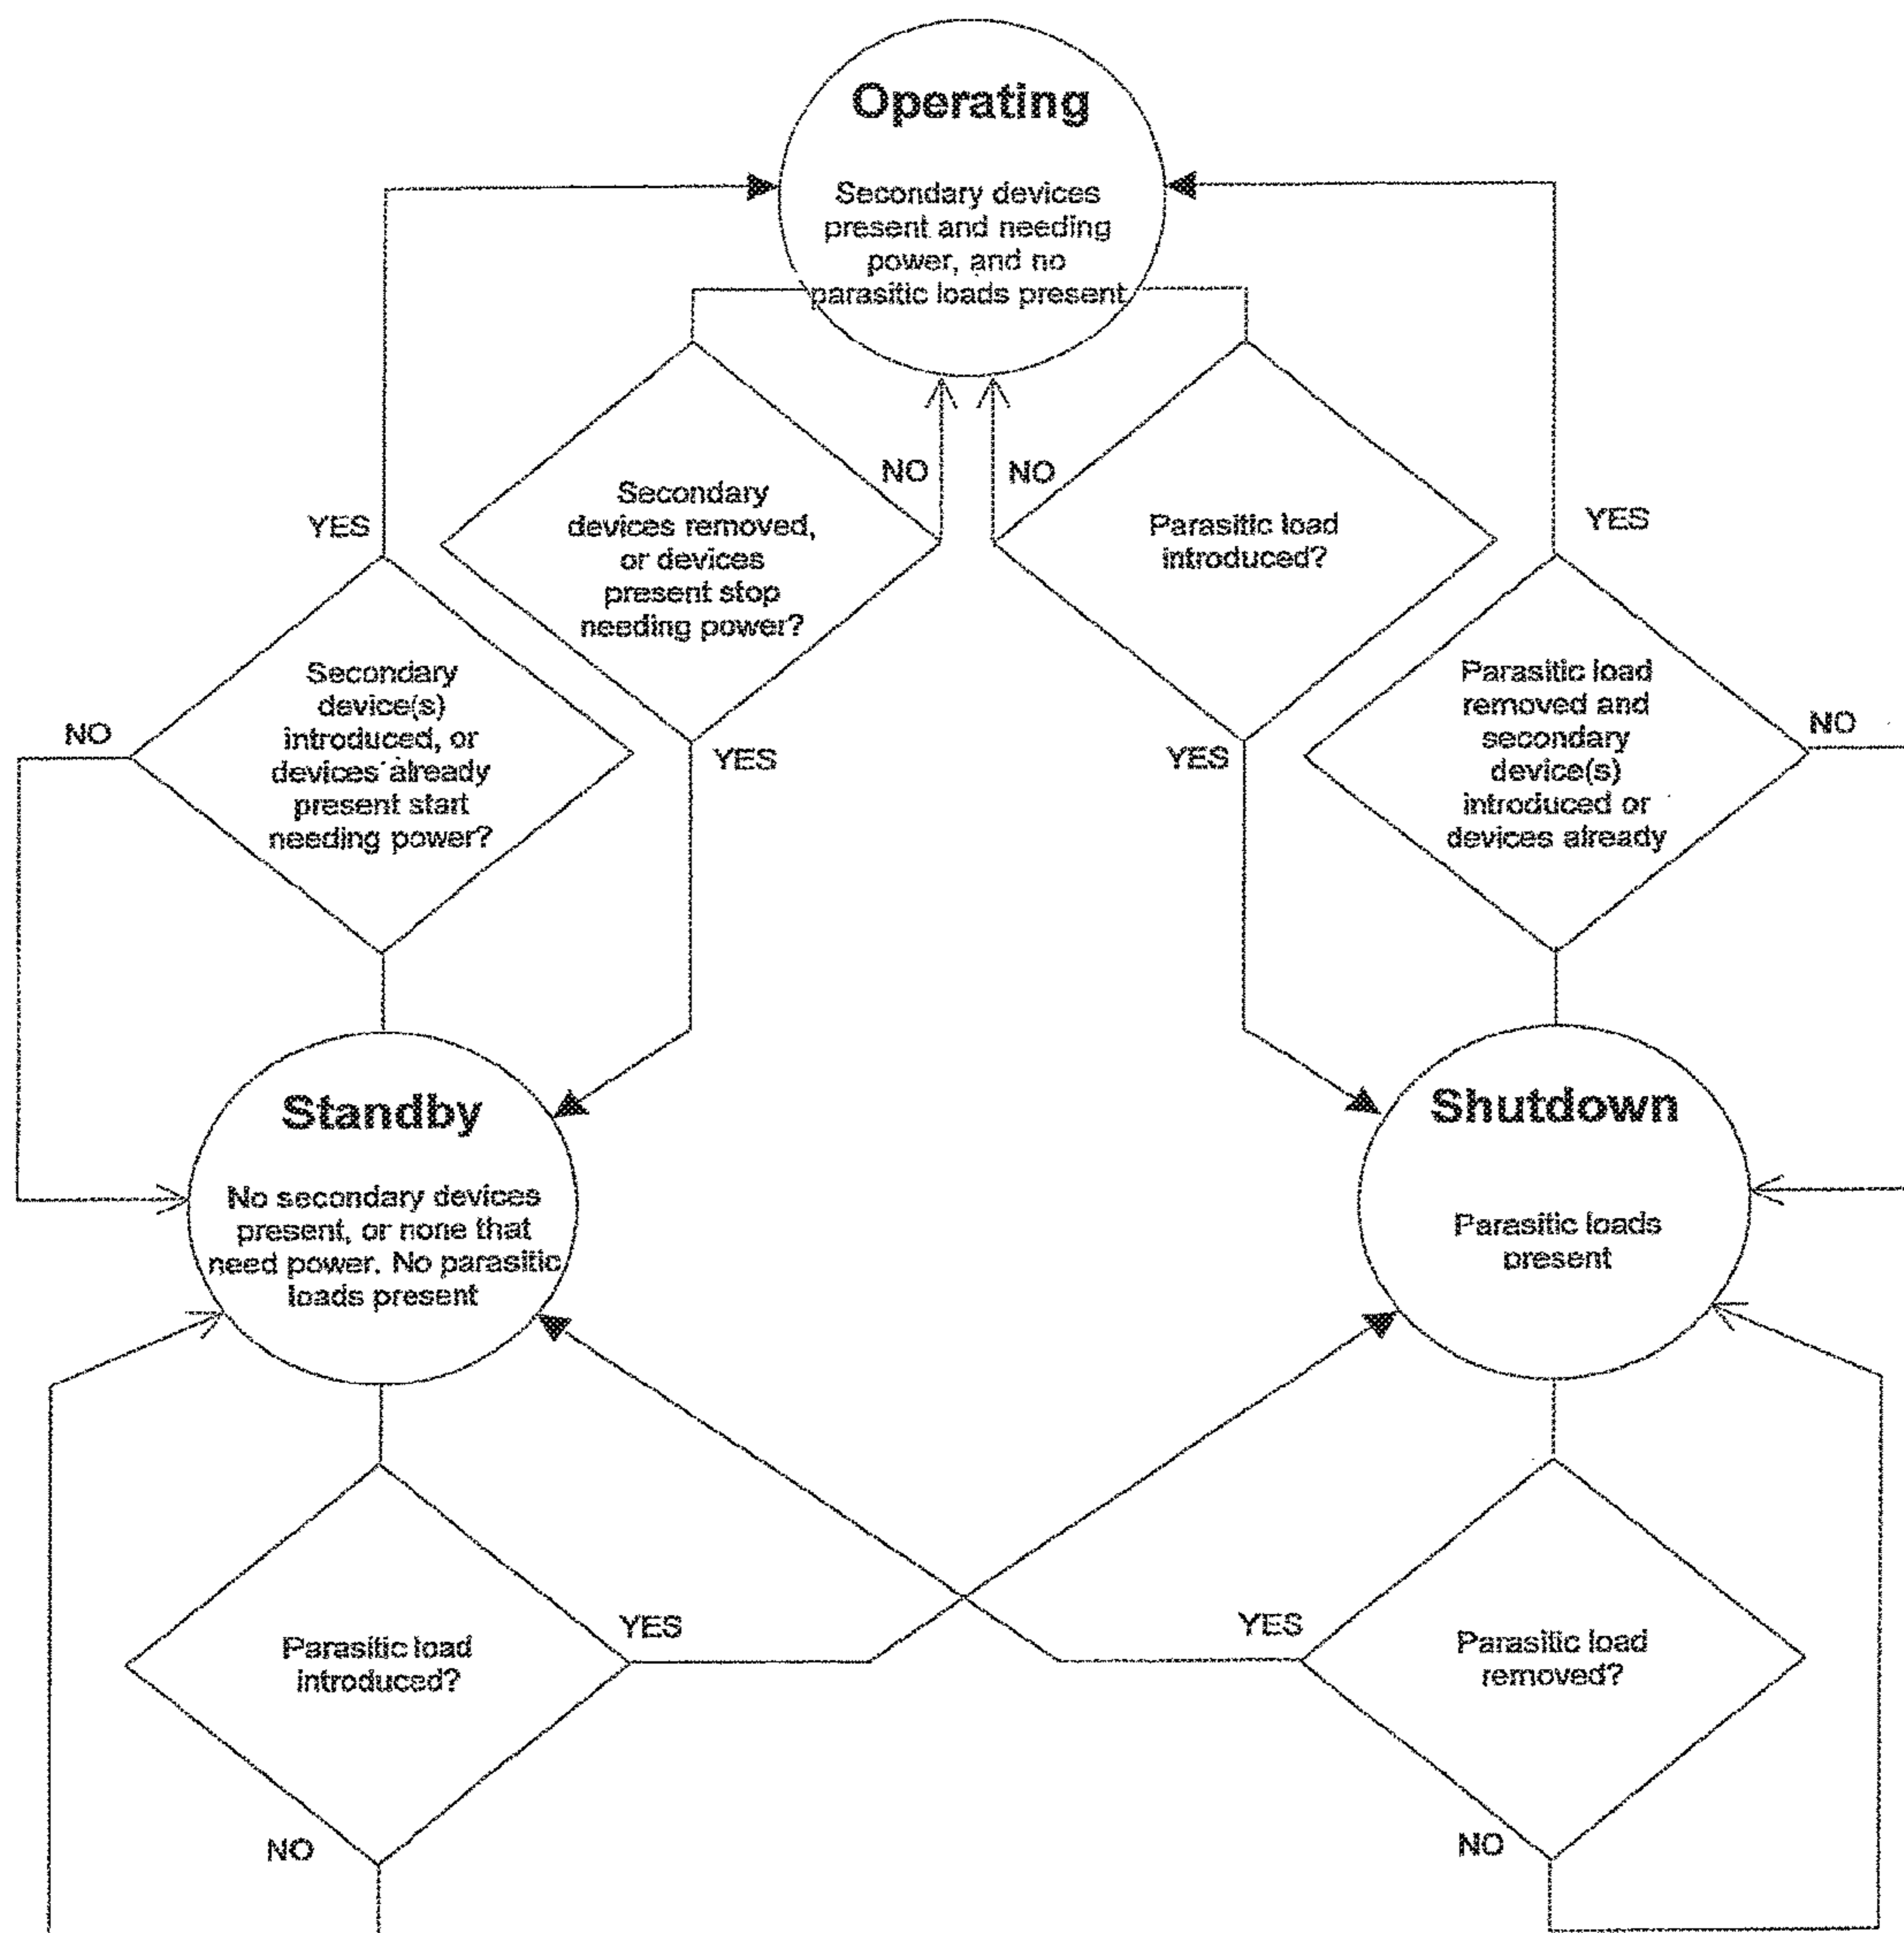 Operating
Secondary devices
present and needing
power, and no
parasitic loads present
NO
NO
Secondary
devices removed,
or devices
present stop
needing power?
Parasitic load
introduced?
YES
YES
Secondary
device(s)
introduced, or
devices already
present start
needing power?
Parasitic load
removed and
secondary
device(s)
introduced or
devices already
NO
YES
YES
NO
Standby
No secondary devices
present, or none that
need power. No parasitic
loads present
Shutdown
Parasitic loads
present
YES
YES
Parasitic load
introduced?
Parasitic load
removed?
NO
NO